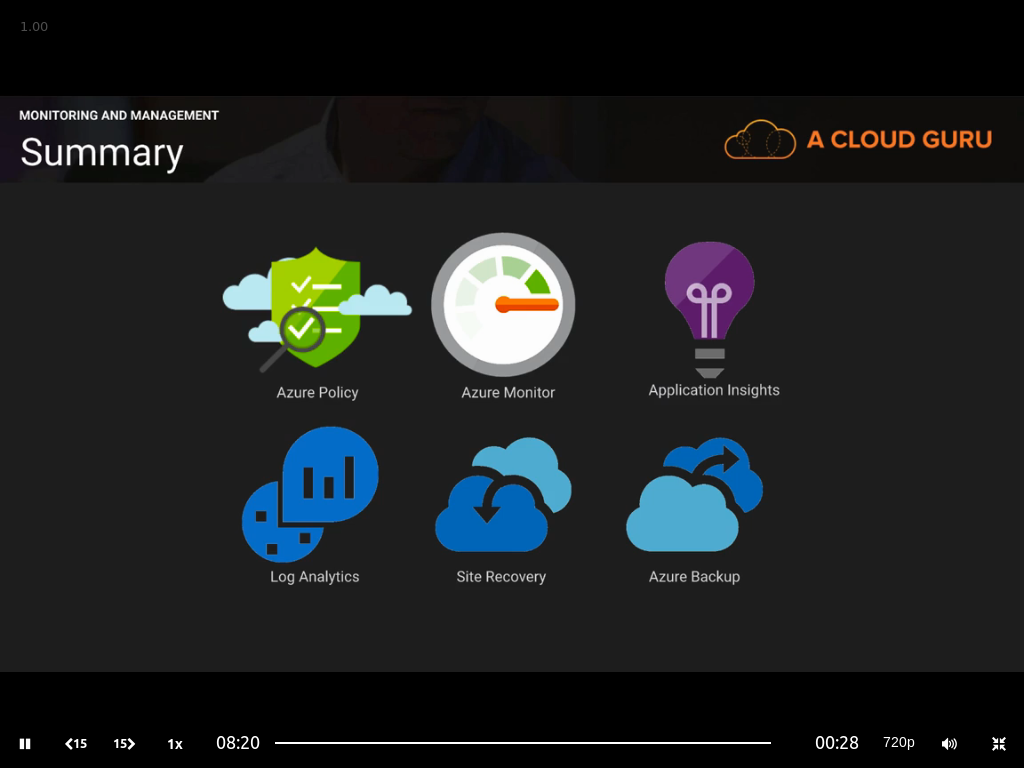 1.00
MONITORING AND MANAGEMENT
Summary
A CLOUD GURU
Azure Policy
Azure Monitor
Application Insights
Log Analytics
Site Recovery
Azure Backup
15
15
1x
08:20
00:28
720p